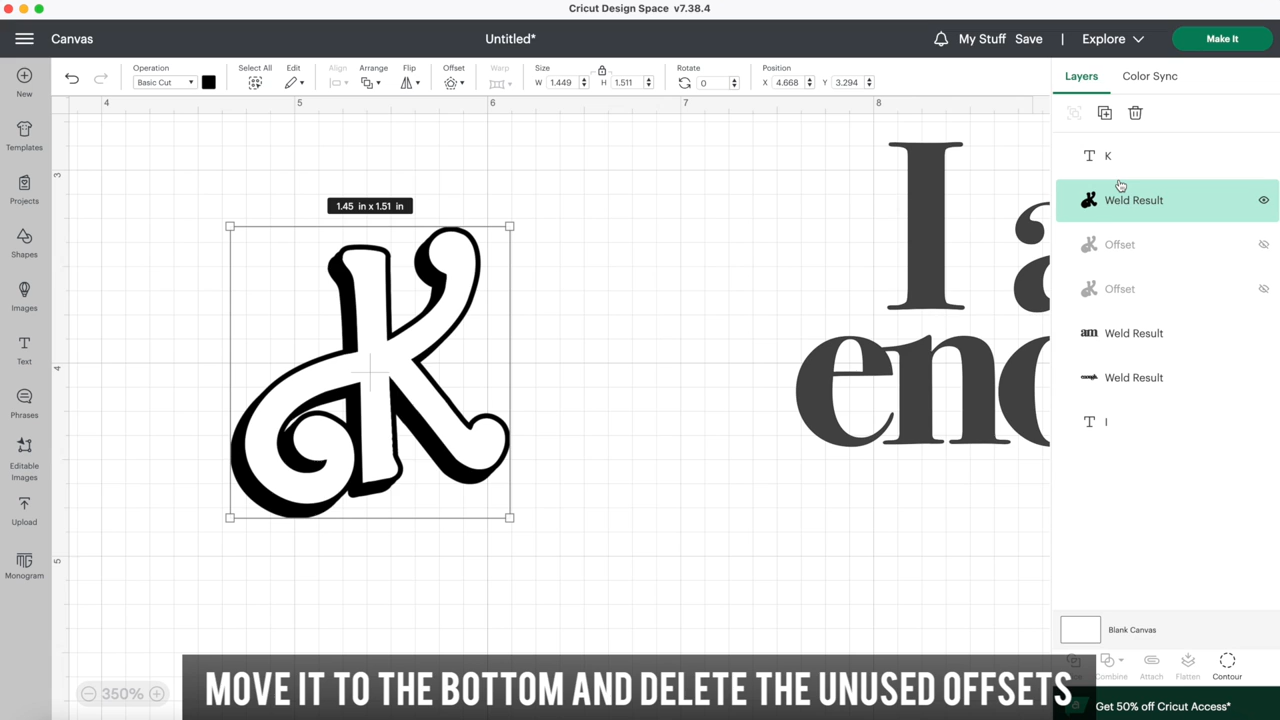 Cricut Design Space v7.38.4
Canvas
Untitled*
My Stuff
Save
|
Explore
Make It
Operation
Basic Cut
Select All
Edit
Align
Arrange
Flip
Offset
Warp
Size
W 1.449
H 1.511
Rotate
0
Position
X 4.668
Y 3.294
Layers
Color Sync
New
Templates
Projects
Shapes
Images
Text
Phrases
Editable
Images
Upload
Monogram
4 5 6 7 8
3
4
5
1.45 in x 1.51 in
K
I a
eno
T K
K Weld Result
K Offset
K Offset
am Weld Result
enough Weld Result
T I
Blank Canvas
Combine
Attach
Flatten
Contour
350%
MOVE IT TO THE BOTTOM AND DELETE THE UNUSED OFFSETS
a Get 50% off Cricut Access*